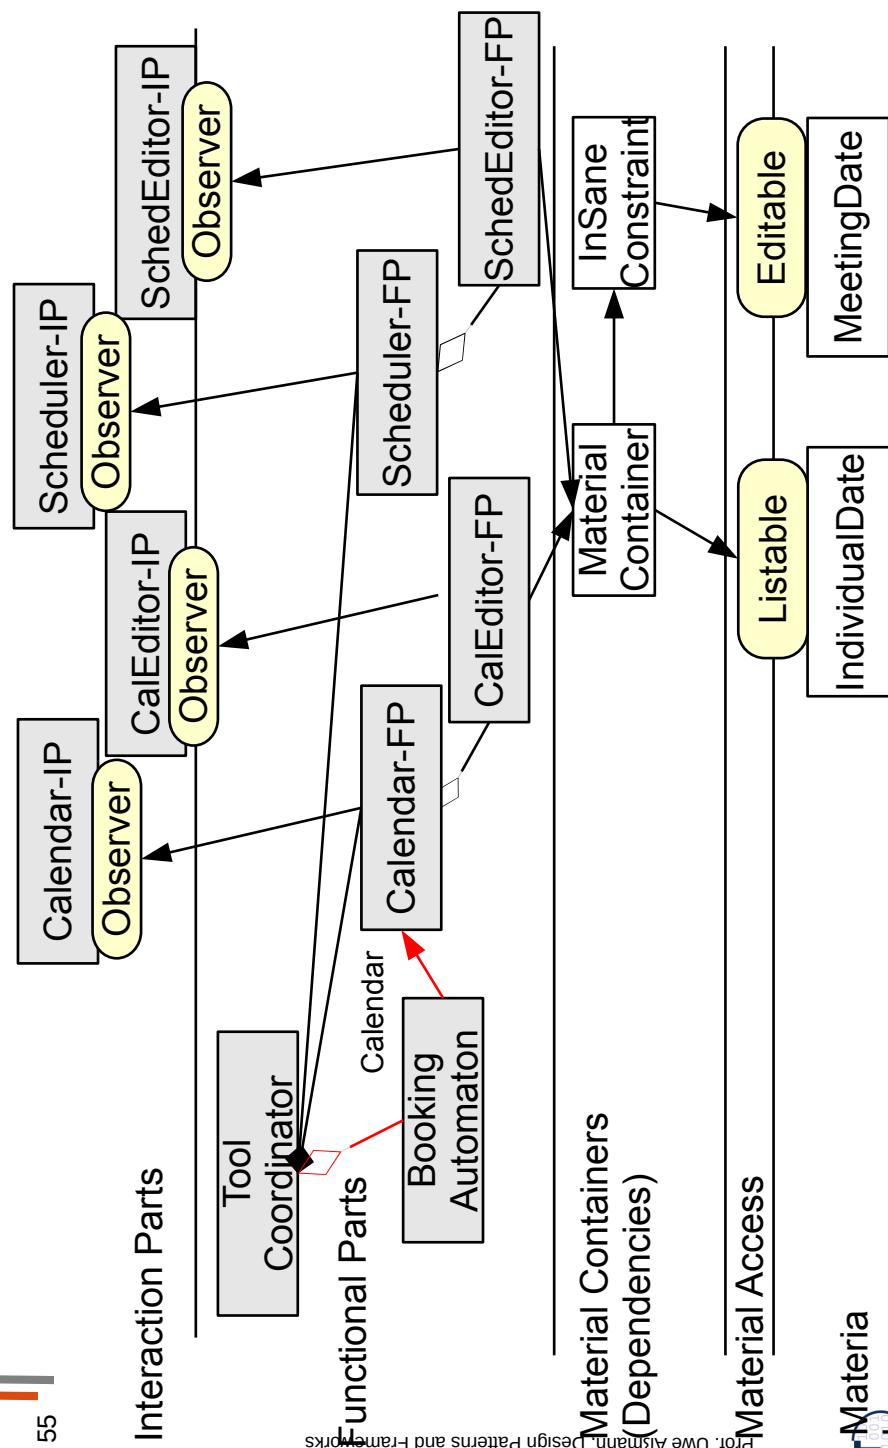 Calendar-IP
Observer
CalEditor-IP
Observer
Scheduler-IP
Observer
SchedEditor-IP
Observer
Interaction Parts
Tool
Coordinator
Functional Parts
Calendar
Booking
Automaton
Calendar-FP
CalEditor-FP
Scheduler-FP
SchedEditor-FP
Material Containers
(Dependencies)
Material
Container
InSane
Constraint
Material Access
Listable
Editable
Materia
IndividualDate
MeetingDate
55
Prof. Uwe Aßmann, Design Patterns and Frameworks